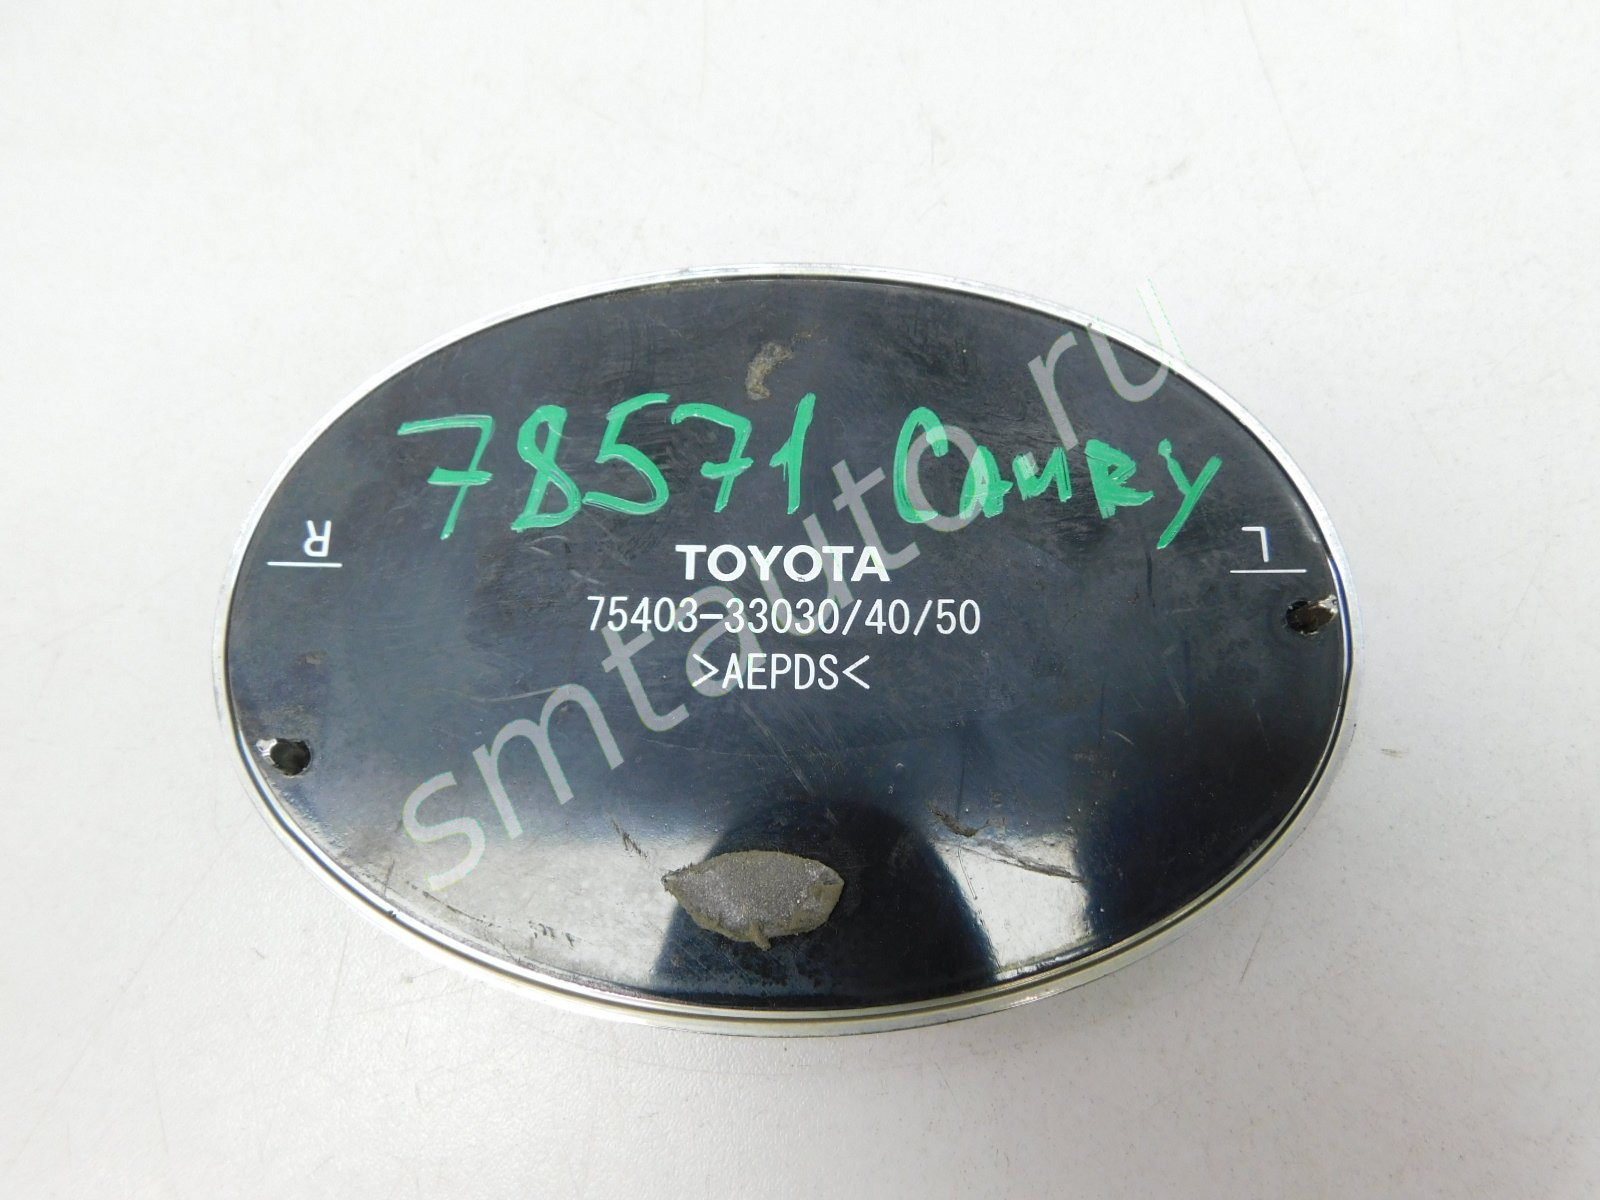 78571 CAMRY
R
L
TOYOTA
75403-33030/40/50
>AEPDS<
smtauto.ru